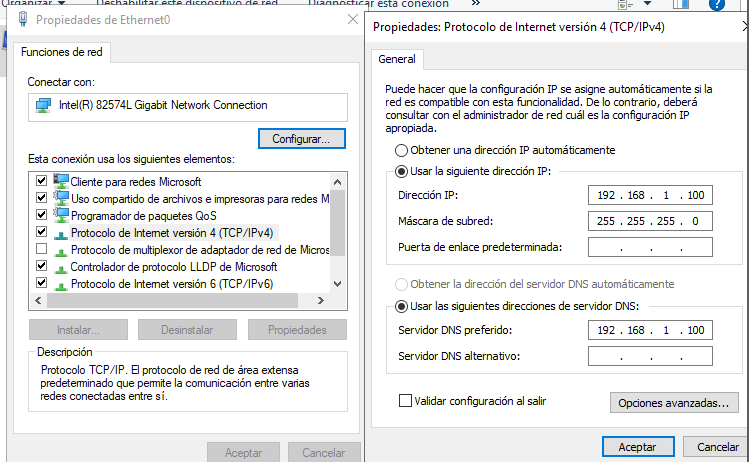 Organizar
Deshabilitar este dispositivo de red
Diagnosticar esta conexión
»
?
Propiedades de Ethernet0
Funciones de red
Conectar con:
Intel(R) 82574L Gigabit Network Connection
Configurar...
Esta conexión usa los siguientes elementos:
Cliente para redes Microsoft
Uso compartido de archivos e impresoras para redes M
Programador de paquetes QoS
Protocolo de Internet versión 4 (TCP/IPv4)
Protocolo de multiplexor de adaptador de red de Micros
Controlador de protocolo LLDP de Microsoft
Protocolo de Internet versión 6 (TCP/IPv6)
Instalar...
Desinstalar
Propiedades
Descripción
Protocolo TCP/IP. El protocolo de red de área extensa
predeterminado que permite la comunicación entre varias
redes conectadas entre sí.
Aceptar
Cancelar
Propiedades: Protocolo de Internet versión 4 (TCP/IPv4)
General
Puede hacer que la configuración IP se asigne automáticamente si la
red es compatible con esta funcionalidad. De lo contrario, deberá
consultar con el administrador de red cuál es la configuración IP
apropiada.
Obtener una dirección IP automáticamente
Usar la siguiente dirección IP:
Dirección IP: 192 . 168 . 1 . 100
Máscara de subred: 255 . 255 . 255 . 0
Puerta de enlace predeterminada: . . .
Obtener la dirección del servidor DNS automáticamente
Usar las siguientes direcciones de servidor DNS:
Servidor DNS preferido: 192 . 168 . 1 . 100
Servidor DNS alternativo: . . .
Validar configuración al salir
Opciones avanzadas...
Aceptar
Cancelar